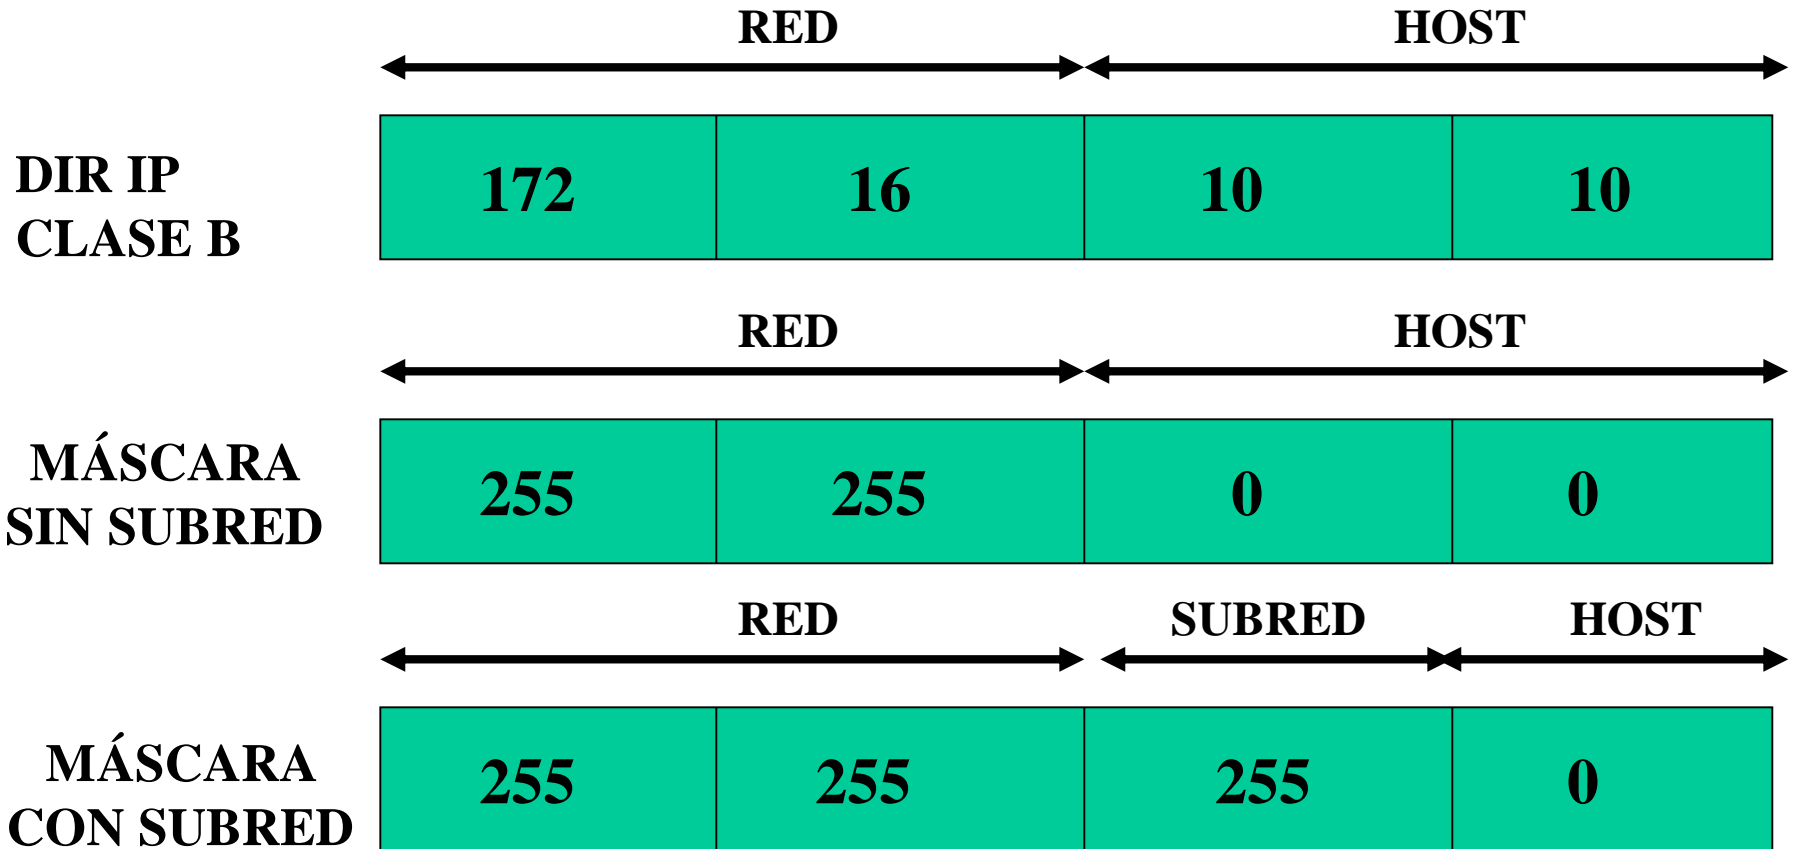 RED HOST
DIR IP
CLASE B
172 16 10 10
RED HOST
MÁSCARA
SIN SUBRED
255 255 0 0
RED SUBRED HOST
MÁSCARA
CON SUBRED
255 255 255 0